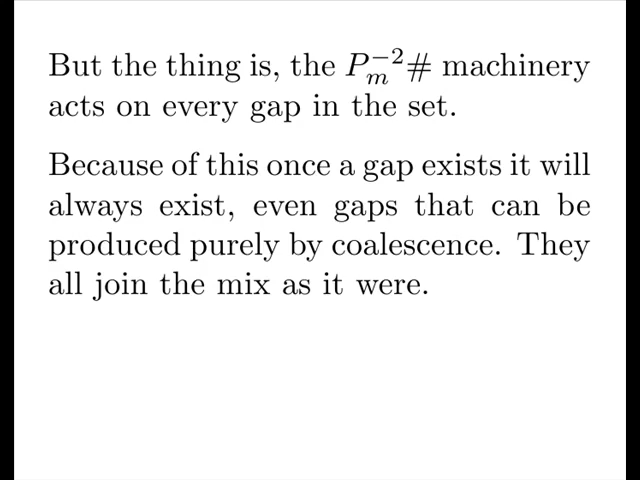 But the thing is, the $P_m^{-2}\#$ machinery
acts on every gap in the set.
Because of this once a gap exists it will
always exist, even gaps that can be
produced purely by coalescence. They
all join the mix as it were.